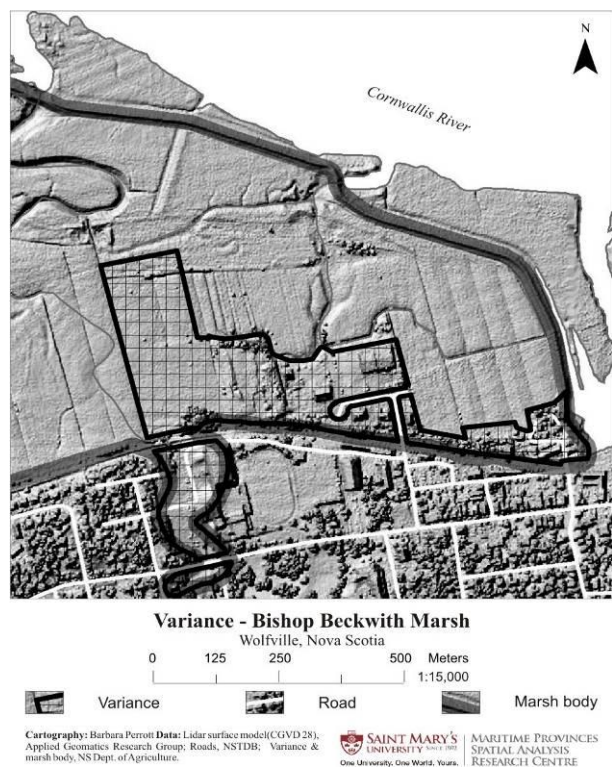 N
Cornwallis River
Variance - Bishop Beckwith Marsh
Wolfville, Nova Scotia
0 125 250 500 Meters
1:15,000
Variance Road Marsh body
Cartography: Barbara Perrott Data: Lidar surface model(CGVD 28),
Applied Geomatics Research Group; Roads, NSTDB; Variance &
marsh body, NS Dept. of Agriculture.
SAINT MARY'S
UNIVERSITY SINCE 1802
One University. One World. Yours.
MARITIME PROVINCES
SPATIAL ANALYSIS
RESEARCH CENTRE